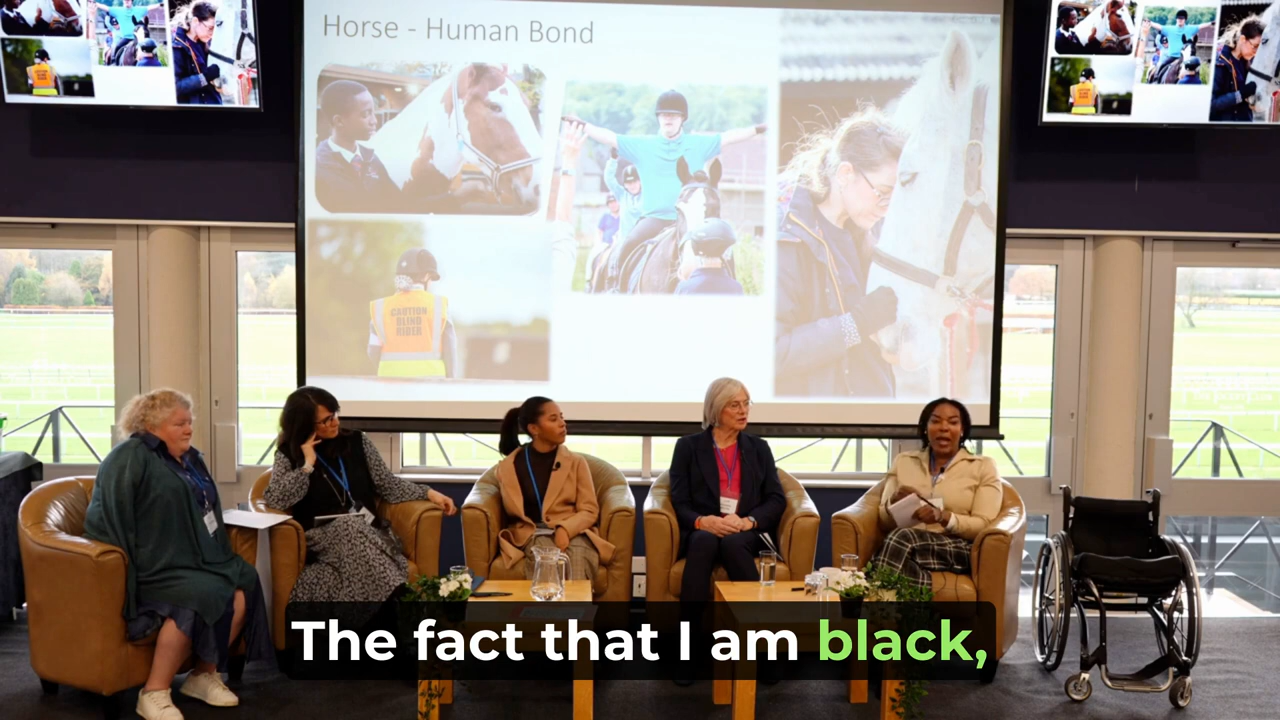 Horse - Human Bond
CAUTION
BLIND
RIDER
The fact that I am black,